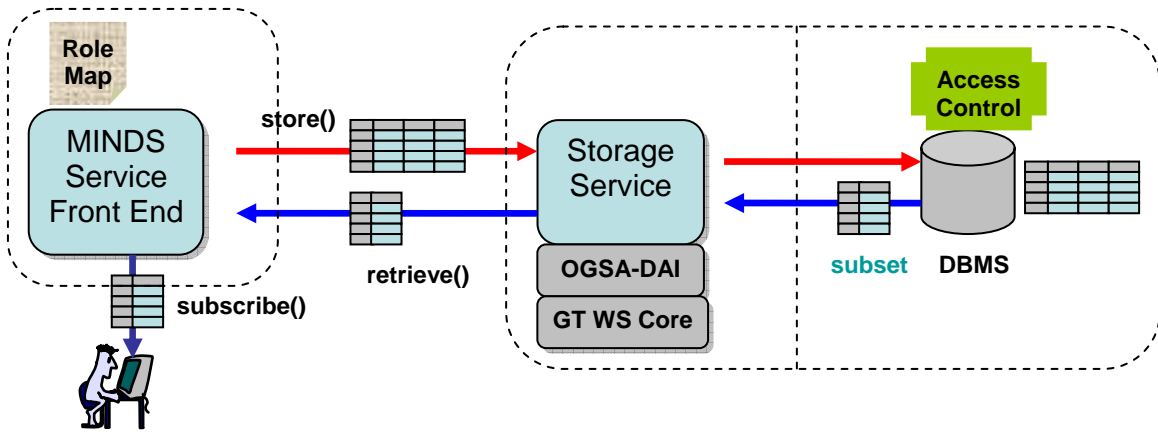 Role
Map
MINDS
Service
Front End
store()
retrieve()
subscribe()
Storage
Service
OGSA-DAI
GT WS Core
Access
Control
subset
DBMS